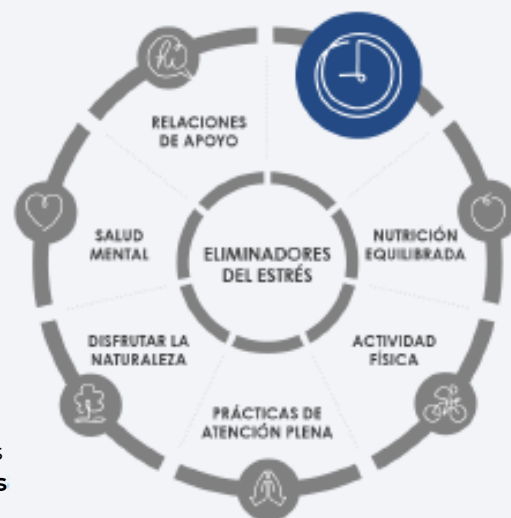 hi
RELACIONES
DE APOYO
SALUD
MENTAL
ELIMINADORES
DEL ESTRÉS
NUTRICIÓN
EQUILIBRADA
DISFRUTAR LA
NATURALEZA
ACTIVIDAD
FÍSICA
PRÁCTICAS DE
ATENCIÓN PLENA
s
s